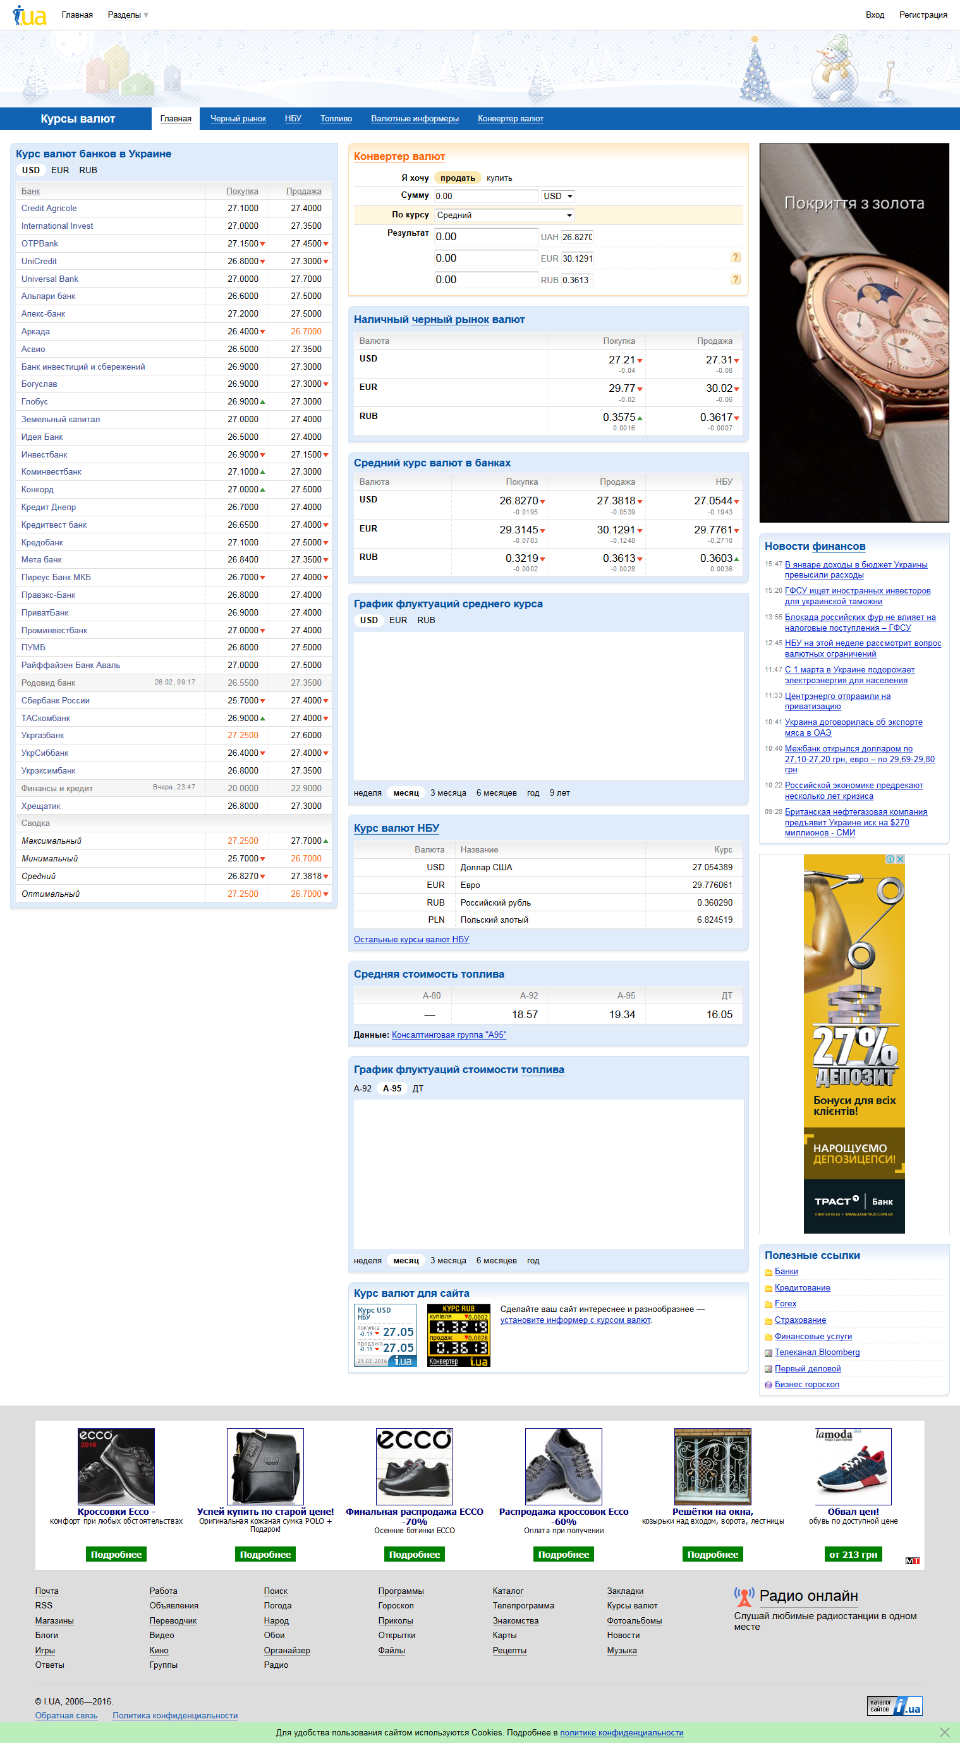 i.ua Главная Разделы Вход Регистрация
Курсы валют Главная Черный рынок НБУ Топливо Валютные информеры Конвертер валют
Курс валют банков в Украине
USD EUR RUB
Банк Покупка Продажа
Credit Agricole 27.1000 27.4000
International Invest 27.0000 27.3500
OTPBank 27.1500 27.4500
UniCredit 26.8000 27.3000
Universal Bank 27.0000 27.7000
Альпари банк 26.6000 27.5000
Апекс-банк 27.2000 27.5000
Аркада 26.4000 26.7000
Асвио 26.5000 27.3500
Банк инвестиций и сбережений 26.9000 27.3000
Богуслав 26.9000 27.3000
Глобус 26.9000 27.3000
Земельный капитал 27.0000 27.4000
Идея Банк 26.5000 27.4000
Инвестбанк 26.9000 27.1500
Коминвестбанк 27.1000 27.3000
Конкорд 27.0000 27.5000
Кредит Днепр 26.7000 27.4000
Кредитвест банк 26.6500 27.4000
Кредобанк 27.1000 27.5000
Мета банк 26.8400 27.3500
Пиреус Банк МКБ 26.7000 27.4000
Правэкс-Банк 26.8000 27.4000
ПриватБанк 26.9000 27.4000
Проминвестбанк 27.0000 27.4000
ПУМБ 26.8000 27.5000
Райффайзен Банк Аваль 27.0000 27.5000
Родовид банк 26.02, 09:17 26.5500 27.3500
Сбербанк России 25.7000 27.4000
ТАСкомбанк 26.9000 27.4000
Укргазбанк 27.2500 27.6000
УкрСиббанк 26.4000 27.4000
Укрэксимбанк 26.8000 27.3500
Финансы и кредит Вчера, 23:47 20.0000 22.9000
Хрещатик 26.8000 27.3000
Сводка
Максимальный 27.2500 27.7000
Минимальный 25.7000 26.7000
Средний 26.8270 27.3818
Оптимальный 27.2500 26.7000
Конвертер валют
Я хочу продать купить
Сумму 0.00 USD
По курсу Средний
Результат 0.00 UAH 26.8270
0.00 EUR 30.1291 ?
0.00 RUB 0.3613 ?
Наличный черный рынок валют
Валюта Покупка Продажа
USD 27.21 27.31
-0.04 -0.08
EUR 29.77 30.02
-0.02 -0.06
RUB 0.3575 0.3617
0.0016 -0.0007
Средний курс валют в банках
Валюта Покупка Продажа НБУ
USD 26.8270 27.3818 27.0544
-0.0195 -0.0539 -0.1943
EUR 29.3145 30.1291 29.7761
-0.0783 -0.1248 -0.2710
RUB 0.3219 0.3613 0.3603
-0.0002 -0.0028 0.0036
График флуктуаций среднего курса
USD EUR RUB
неделя месяц 3 месяца 6 месяцев год 9 лет
Курс валют НБУ
Валюта Название Курс
USD Доллар США 27.054389
EUR Евро 29.776061
RUB Российский рубль 0.360290
PLN Польский злотый 6.824519
Остальные курсы валют НБУ
Средняя стоимость топлива
А-80 А-92 А-95 ДТ
— 18.57 19.34 16.05
Данные: Консалтинговая группа "А95"
График флуктуаций стоимости топлива
А-92 А-95 ДТ
неделя месяц 3 месяца 6 месяцев год
Курс валют для сайта
Курс USD
НБУ
покупка
-0.19 27.05
продажа
-0.19 27.05
29.02.2016 i.ua
КУРС RUB
купівля 0.0002
0.3219
продаж 0.0028
0.3613
Конвертер i.ua
Сделайте ваш сайт интереснее и разнообразнее —
установите информер с курсом валют.
Покриття з золота
Новости финансов
15:47 В январе доходы в бюджет Украины
превысили расходы
15:20 ГФСУ ищет иностранных инвесторов
для украинской таможни
13:55 Блокада российских фур не влияет на
налоговые поступления – ГФСУ
12:45 НБУ на этой неделе рассмотрит вопрос
валютных ограничений
11:47 С 1 марта в Украине подорожает
электроэнергия для населения
11:33 Центрэнерго отправили на
приватизацию
10:41 Украина договорилась об экспорте
мяса в ОАЭ
10:40 Межбанк открылся долларом по
27,10-27,20 грн, евро – по 29,69-29,80
грн
10:22 Российской экономике предрекают
несколько лет кризиса
09:28 Британская нефтегазовая компания
предъявит Украине иск на $270
миллионов - СМИ
27%
ДЕПОЗИТ
Бонуси для всіх
клієнтів!
НАРОЩУЄМО
ДЕПОЗИЦЕПСИ!
ТРАСТ Банк
Полезные ссылки
Банки
Кредитование
Forex
Страхование
Финансовые услуги
Телеканал Bloomberg
Первый деловой
Бизнес гороскоп
ecco
2016
Кроссовки Ecco -
комфорт при любых обстоятельствах
Подробнее
Успей купить по старой цене!
Оригинальная кожаная сумка POLO +
Подарок!
Подробнее
ecco
Финальная распродажа ECCO
-70%
Осенние ботинки ECCO
Подробнее
Распродажа кроссовок Ecco
-60%
Оплата при получении
Подробнее
Решётки на окна,
козырьки над входом, ворота, лестницы
Подробнее
lamoda
Обвал цен!
обувь по доступной цене
от 213 грн
MT
Почта Работа Поиск Программы Каталог Закладки
RSS Объявления Погода Гороскоп Телепрограмма Курсы валют
Магазины Переводчик Народ Приколы Знакомства Фотоальбомы
Блоги Видео Обои Открытки Карты Новости
Игры Кино Органайзер Файлы Рецепты Музыка
Ответы Группы Радио
Радио онлайн
Слушай любимые радиостанции в одном
месте
© I.UA, 2006—2016.
Обратная связь Политика конфиденциальности
каталог
сайтов i.ua
Для удобства пользования сайтом используются Cookies. Подробнее в политике конфиденциальности